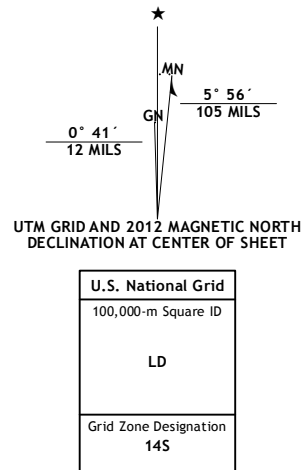 ★
MN
GN
5° 56´
105 MILS
0° 41´
12 MILS
UTM GRID AND 2012 MAGNETIC NORTH
DECLINATION AT CENTER OF SHEET
U.S. National Grid
100,000-m Square ID
LD
Grid Zone Designation
14S